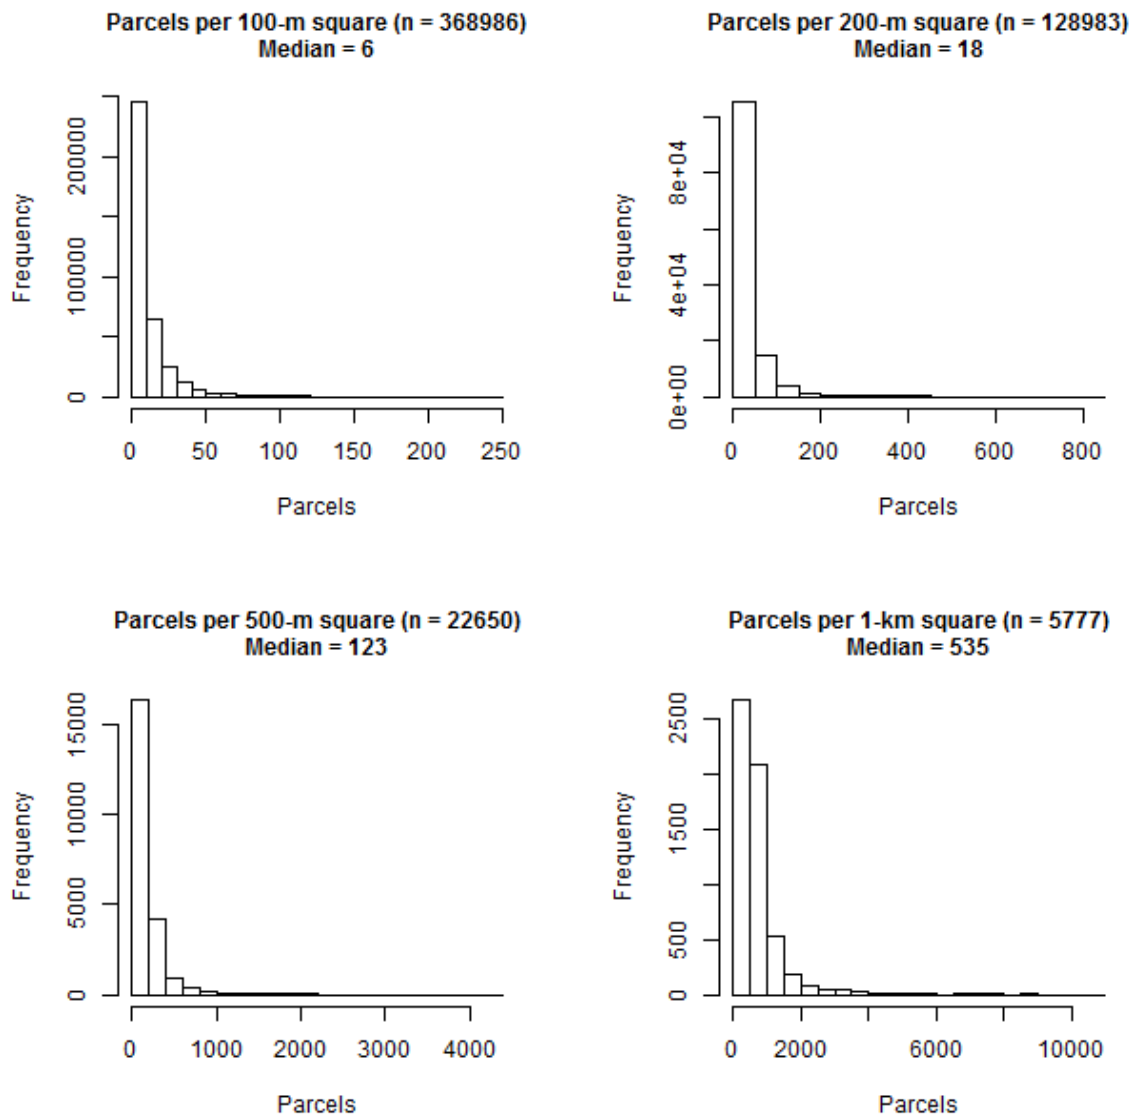 Parcels per 100-m square (n = 368986)
Median = 6
Frequency
0
100000
200000
0 50 100 150 200 250
Parcels
Parcels per 200-m square (n = 128983)
Median = 18
Frequency
0e+00
4e+04
8e+04
0 200 400 600 800
Parcels
Parcels per 500-m square (n = 22650)
Median = 123
Frequency
0
5000
10000
15000
0 1000 2000 3000 4000
Parcels
Parcels per 1-km square (n = 5777)
Median = 535
Frequency
0
500
1500
2500
0 2000 6000 10000
Parcels